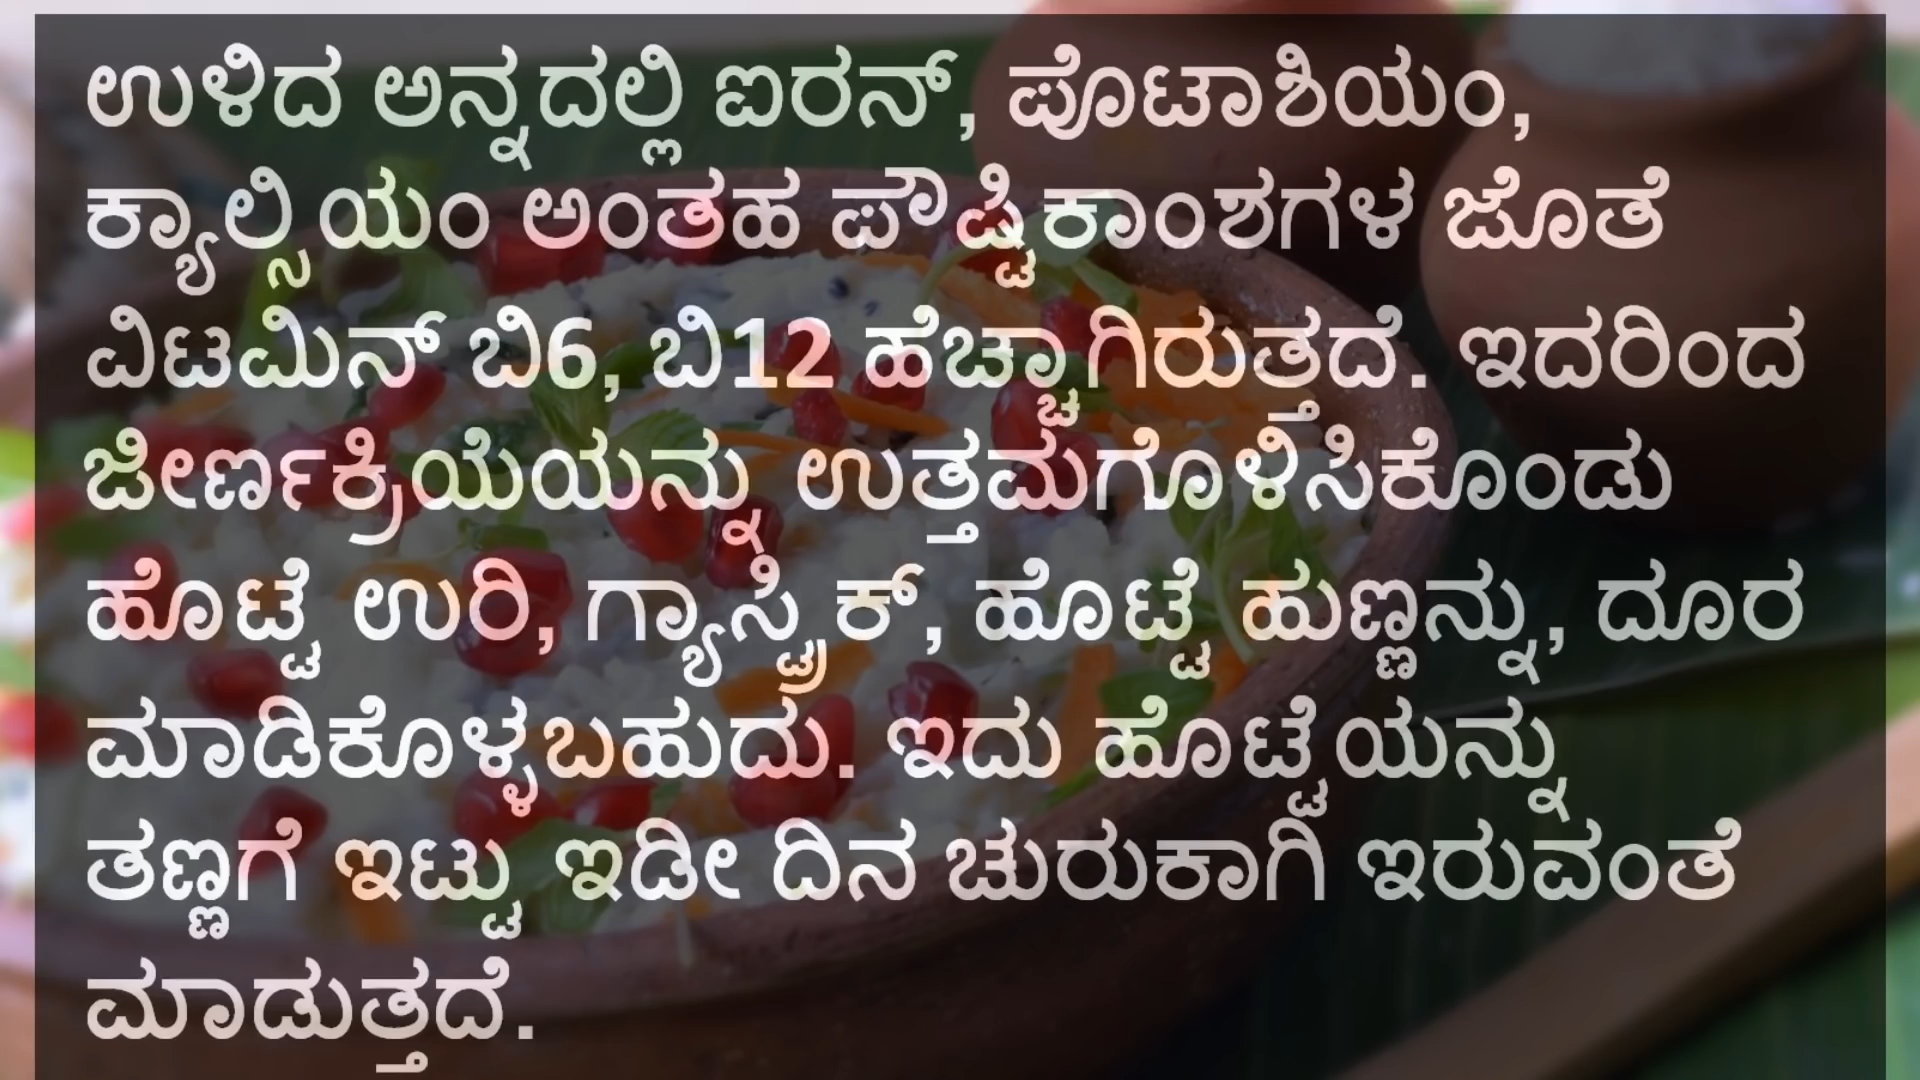 ಉಳಿದ ಅನ್ನದಲ್ಲಿ ಐರನ್, ಪೊಟಾಶಿಯಂ,
ಕ್ಯಾಲ್ಸಿಯಂ ಅಂತಹ ಪೌಷ್ಟಿಕಾಂಶಗಳ ಜೊತೆ
ವಿಟಮಿನ್ ಬಿ6, ಬಿ12 ಹೆಚ್ಚಾಗಿರುತ್ತದೆ. ಇದರಿಂದ
ಜೀರ್ಣಕ್ರಿಯೆಯನ್ನು ಉತ್ತಮಗೊಳಿಸಿಕೊಂಡು
ಹೊಟ್ಟೆ ಉರಿ, ಗ್ಯಾಸ್ಟ್ರಿಕ್, ಹೊಟ್ಟೆ ಹುಣ್ಣನ್ನು, ದೂರ
ಮಾಡಿಕೊಳ್ಳಬಹುದು. ಇದು ಹೊಟ್ಟೆಯನ್ನು
ತಣ್ಣಗೆ ಇಟ್ಟು ಇಡೀ ದಿನ ಚುರುಕಾಗಿ ಇರುವಂತೆ
ಮಾಡುತ್ತದೆ.